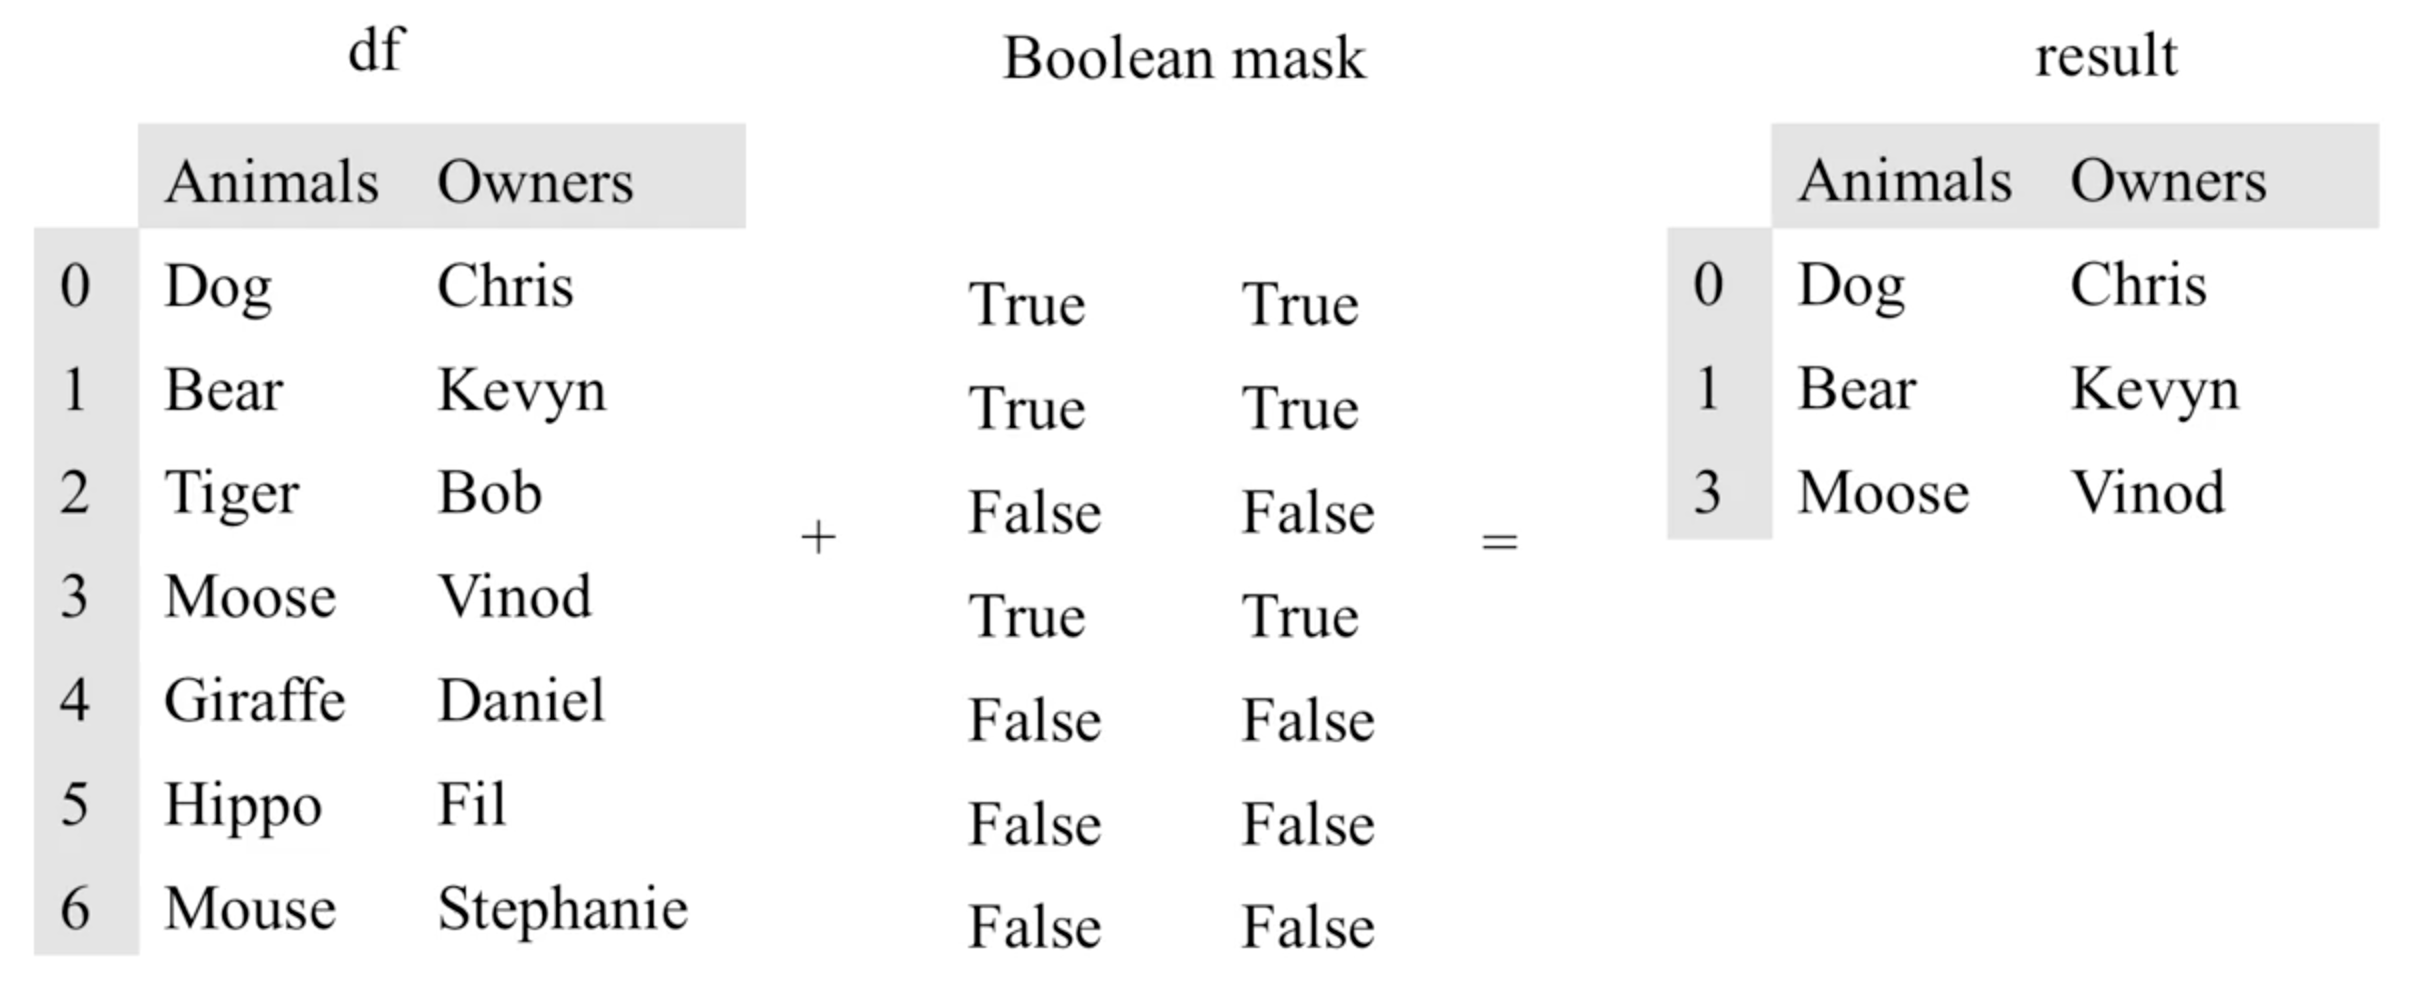 df Boolean mask result
Animals Owners Animals Owners
0 Dog Chris True True 0 Dog Chris
1 Bear Kevyn True True 1 Bear Kevyn
2 Tiger Bob False False 3 Moose Vinod
+ =
3 Moose Vinod True True
4 Giraffe Daniel False False
5 Hippo Fil False False
6 Mouse Stephanie False False